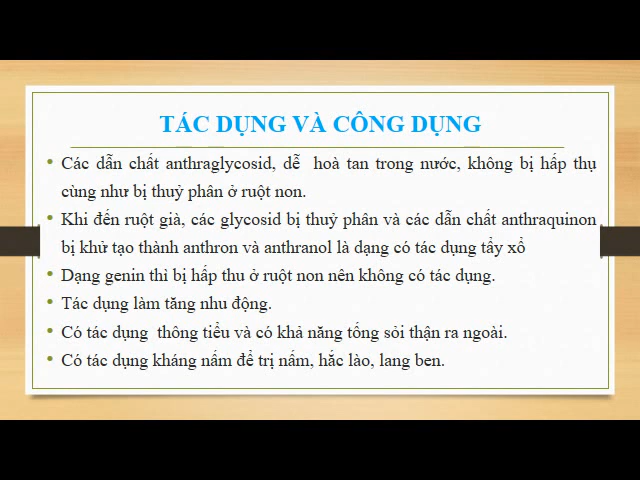 TÁC DỤNG VÀ CÔNG DỤNG
• Các dẫn chất anthraglycosid, dễ hoà tan trong nước, không bị hấp thụ
cùng như bị thuỷ phân ở ruột non.
• Khi đến ruột già, các glycosid bị thuỷ phân và các dẫn chất anthraquinon
bị khử tạo thành anthron và anthranol là dạng có tác dụng tẩy xổ
• Dạng genin thì bị hấp thu ở ruột non nên không có tác dụng.
• Tác dụng làm tăng nhu động.
• Có tác dụng thông tiểu và có khả năng tống sỏi thận ra ngoài.
• Có tác dụng kháng nấm để trị nấm, hắc lào, lang ben.